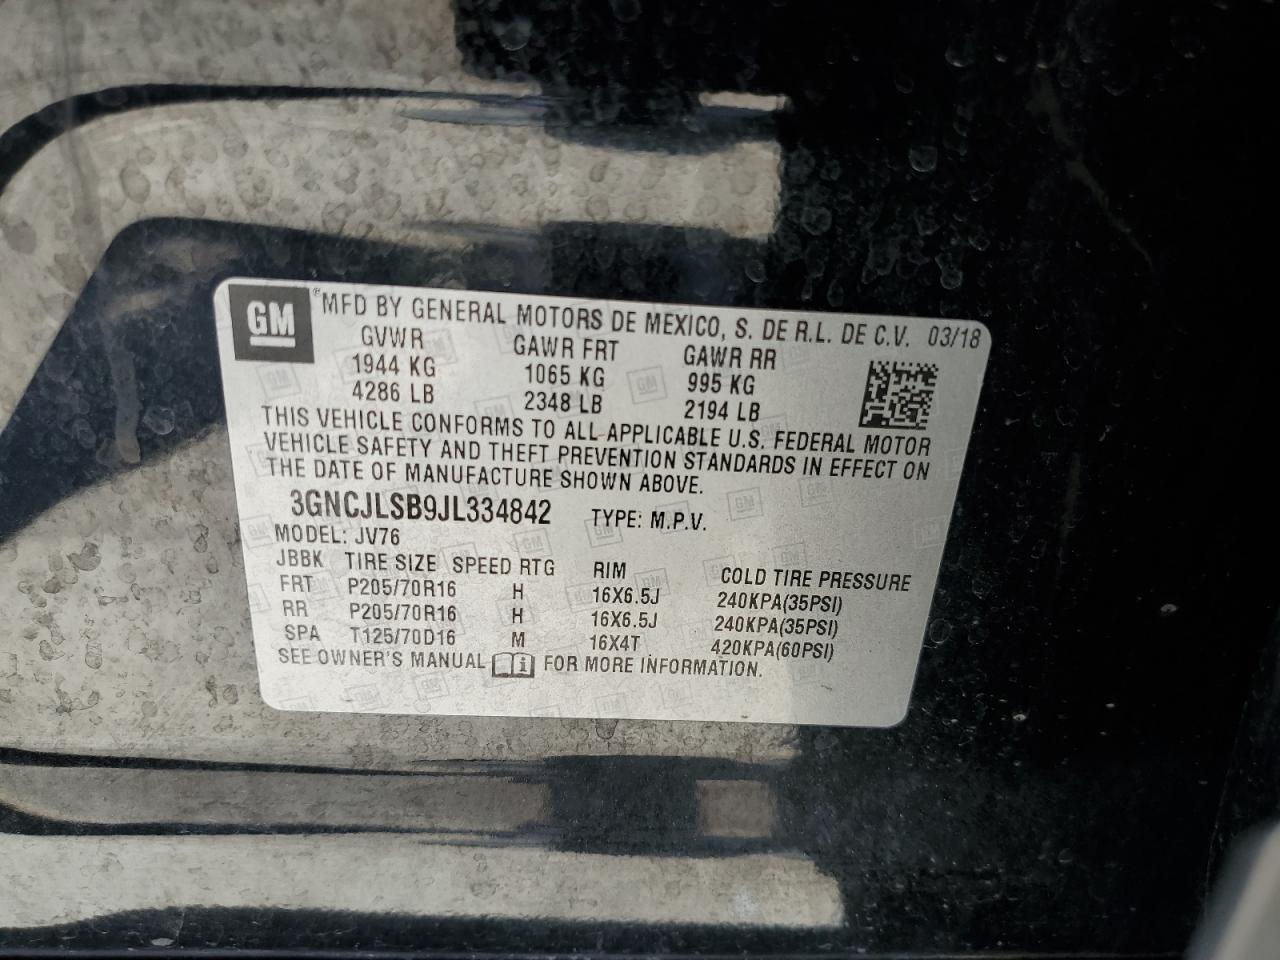 GM
®MFD BY GENERAL MOTORS DE MEXICO, S. DE R.L. DE C.V. 03/18
GVWR GAWR FRT GAWR RR
1944 KG 1065 KG 995 KG
4286 LB 2348 LB 2194 LB
THIS VEHICLE CONFORMS TO ALL APPLICABLE U.S. FEDERAL MOTOR
VEHICLE SAFETY AND THEFT PREVENTION STANDARDS IN EFFECT ON
THE DATE OF MANUFACTURE SHOWN ABOVE.
3GNCJLSB9JL334842 TYPE: M.P.V.
MODEL: JV76
JBBK TIRE SIZE SPEED RTG RIM COLD TIRE PRESSURE
FRT P205/70R16 H 16X6.5J 240KPA(35PSI)
RR P205/70R16 H 16X6.5J 240KPA(35PSI)
SPA T125/70D16 M 16X4T 420KPA(60PSI)
SEE OWNER'S MANUAL FOR MORE INFORMATION.